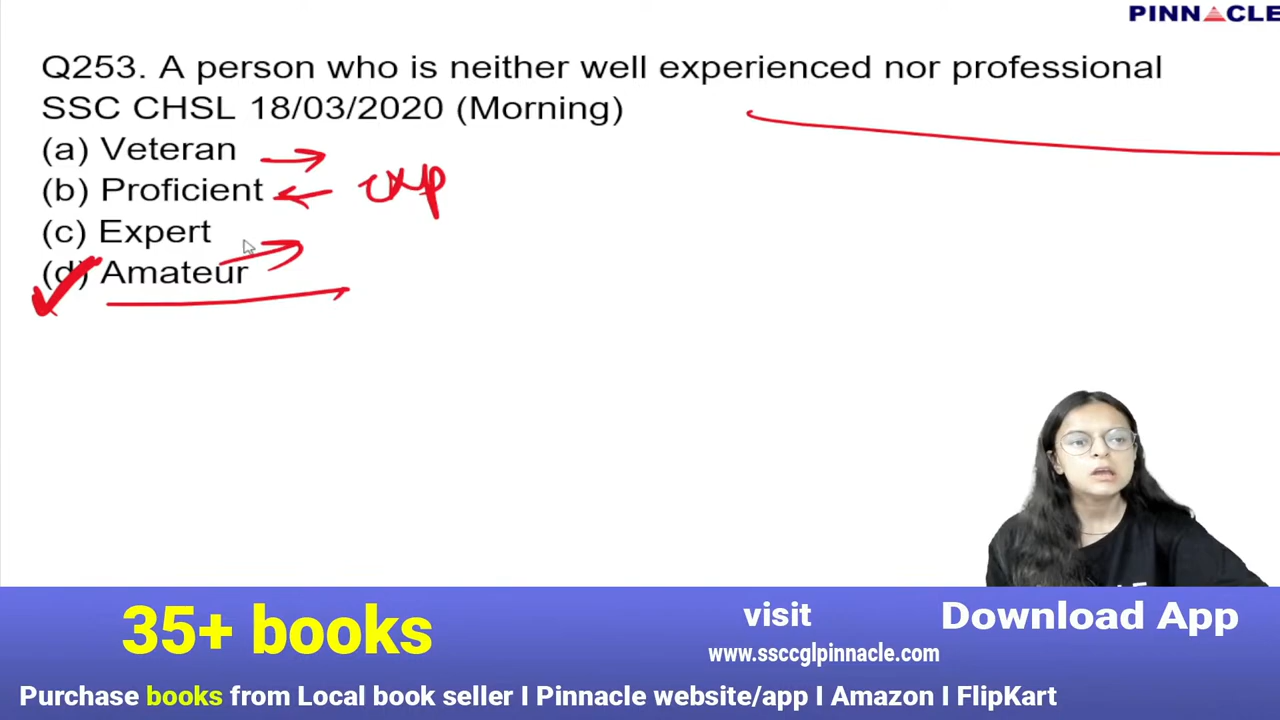 PINNACLE
Q253. A person who is neither well experienced nor professional
SSC CHSL 18/03/2020 (Morning)
(a) Veteran
(b) Proficient
exp
(c) Expert
(d) Amateur
35+ books
visit
www.ssccglpinnacle.com
Download App
Purchase books from Local book seller I Pinnacle website/app I Amazon I FlipKart